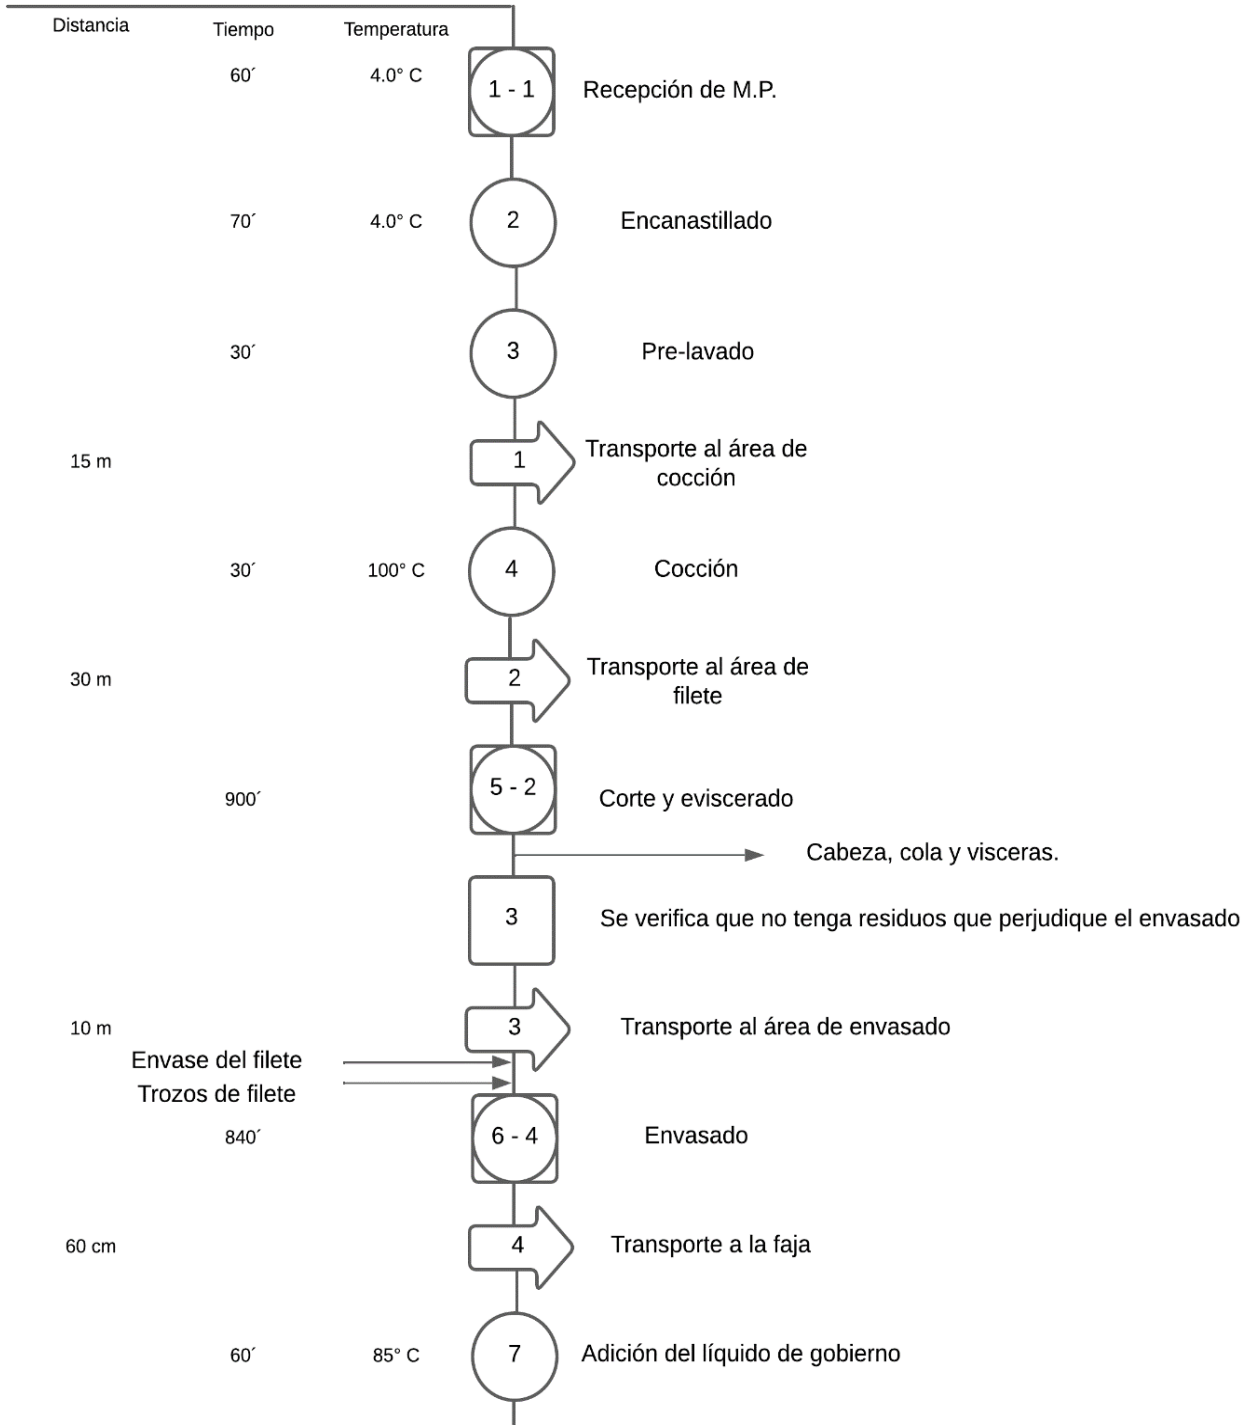 Distancia Tiempo Temperatura
60´ 4.0° C 1 - 1 Recepción de M.P.
70´ 4.0° C 2 Encanastillado
30´ 3 Pre-lavado
15 m 1 Transporte al área de
cocción
30´ 100° C 4 Cocción
30 m 2 Transporte al área de
filete
900´ 5 - 2 Corte y eviscerado
Cabeza, cola y visceras.
3 Se verifica que no tenga residuos que perjudique el envasado
10 m 3 Transporte al área de envasado
Envase del filete
Trozos de filete
840´ 6 - 4 Envasado
60 cm 4 Transporte a la faja
60´ 85° C 7 Adición del líquido de gobierno